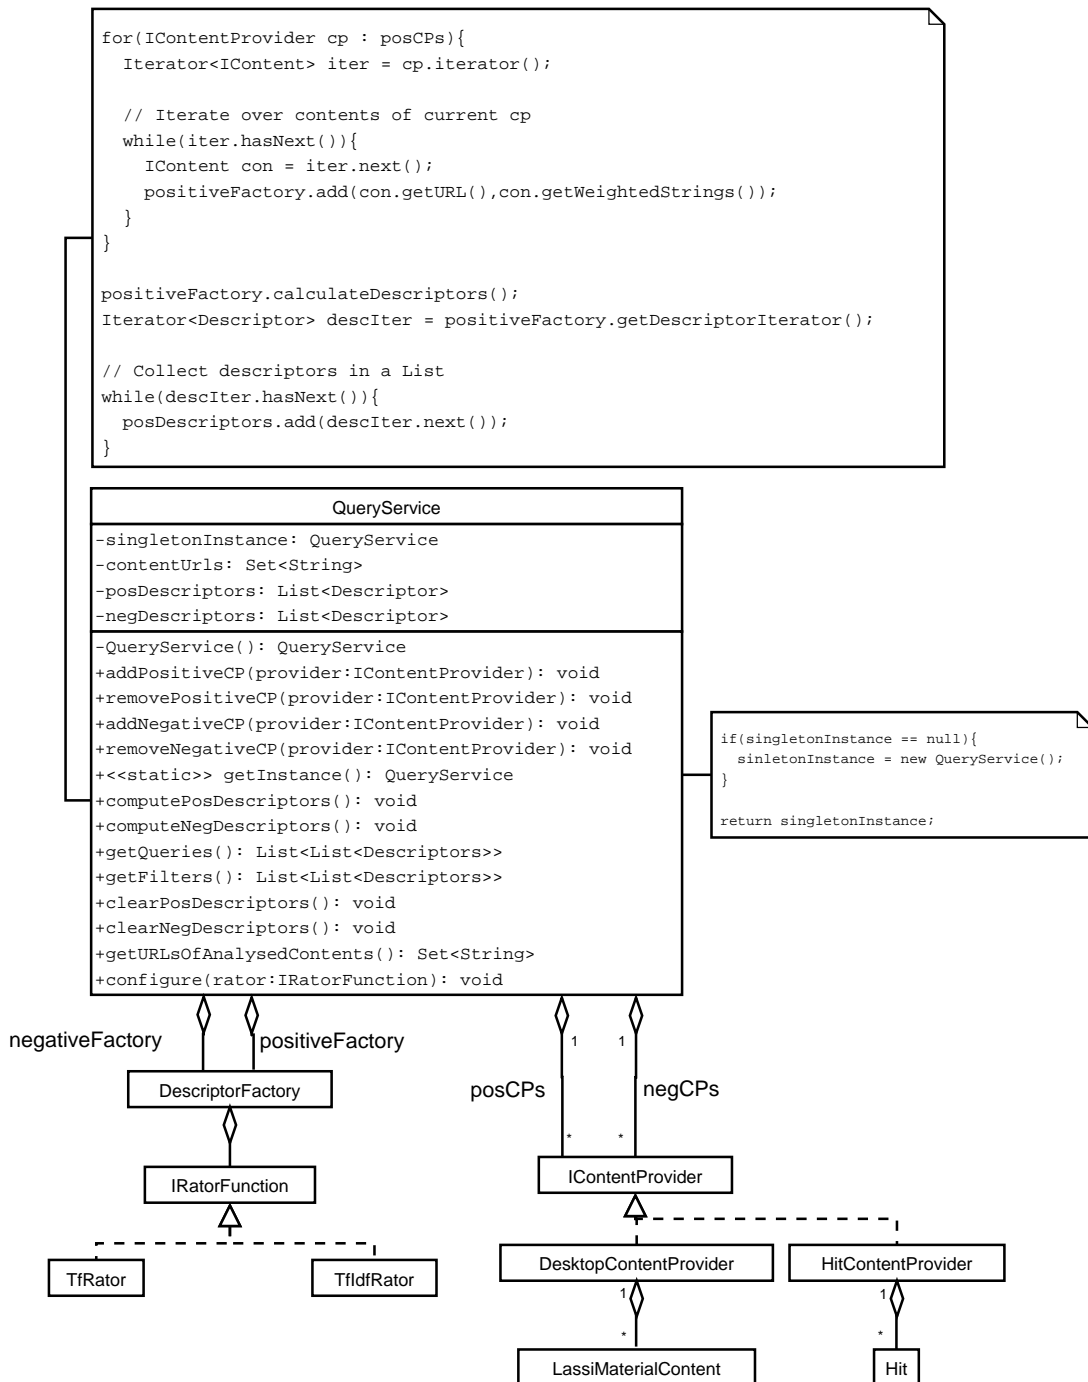 for(IContentProvider cp : posCPs){
  Iterator<IContent> iter = cp.iterator();

  // Iterate over contents of current cp
  while(iter.hasNext()){
    IContent con = iter.next();
    positiveFactory.add(con.getURL(),con.getWeightedStrings());
  }
}

positiveFactory.calculateDescriptors();
Iterator<Descriptor> descIter = positiveFactory.getDescriptorIterator();

// Collect descriptors in a List
while(descIter.hasNext()){
  posDescriptors.add(descIter.next());
}
QueryService
-singletonInstance: QueryService
-contentUrls: Set<String>
-posDescriptors: List<Descriptor>
-negDescriptors: List<Descriptor>
-QueryService(): QueryService
+addPositiveCP(provider:IContentProvider): void
+removePositiveCP(provider:IContentProvider): void
+addNegativeCP(provider:IContentProvider): void
+removeNegativeCP(provider:IContentProvider): void
+<<static>> getInstance(): QueryService
+computePosDescriptors(): void
+computeNegDescriptors(): void
+getQueries(): List<List<Descriptors>>
+getFilters(): List<List<Descriptors>>
+clearPosDescriptors(): void
+clearNegDescriptors(): void
+getURLsOfAnalysedContents(): Set<String>
+configure(rator:IRatorFunction): void
if(singletonInstance == null){
  sinletonInstance = new QueryService();
}

return singletonInstance;
negativeFactory
positiveFactory
1
1
posCPs
negCPs
*
*
DescriptorFactory
IRatorFunction
IContentProvider
TfRator
TfIdfRator
DesktopContentProvider
HitContentProvider
1
1
*
*
LassiMaterialContent
Hit